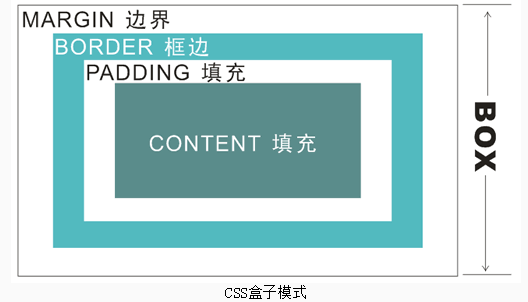 MARGIN 边界
BORDER 框边
PADDING 填充
CONTENT 填充
BOX
CSS盒子模式